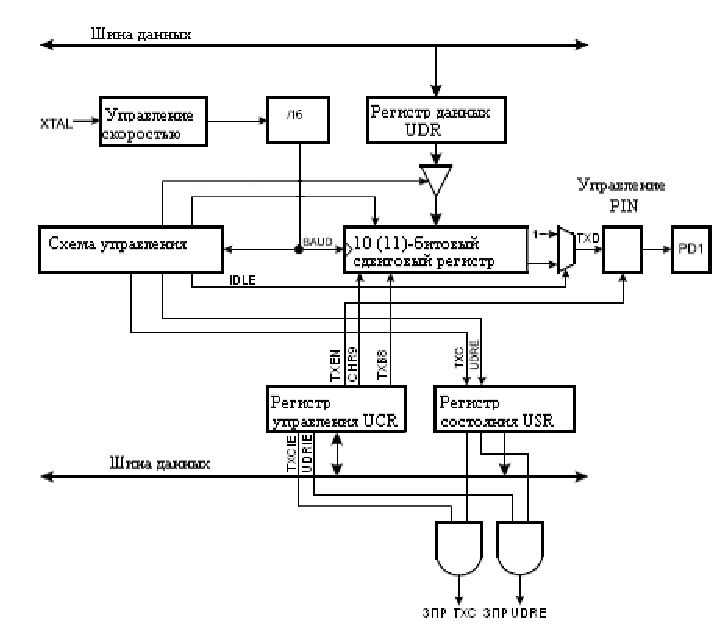 Шина данных
XTAL
Управление
скоростью
/16
Регистр данных
UDR
Управление
PIN
Схема управления
BAUD
10 (11)-битовый
сдвиговый регистр
1
TXD
PD1
IDLE
TXEN
CHR9
TXB8
TXC
UDRE
Регистр
управления UCR
Регистр
состояния USR
TXCIE
UDRIE
Шина данных
ЗПР TXC
ЗПР UDRE